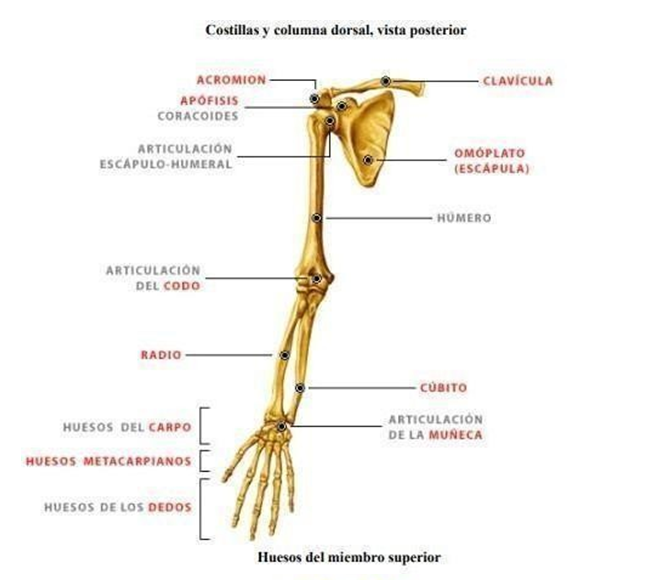 Costillas y columna dorsal, vista posterior
ACROMION
CLAVÍCULA
APÓFISIS
CORACOIDES
ARTICULACIÓN
ESCÁPULO-HUMERAL
OMÓPLATO
(ESCÁPULA)
HÚMERO
ARTICULACIÓN
DEL CODO
RADIO
CÚBITO
HUESOS DEL CARPO
ARTICULACIÓN
DE LA MUÑECA
HUESOS METACARPIANOS
HUESOS DE LOS DEDOS
Huesos del miembro superior